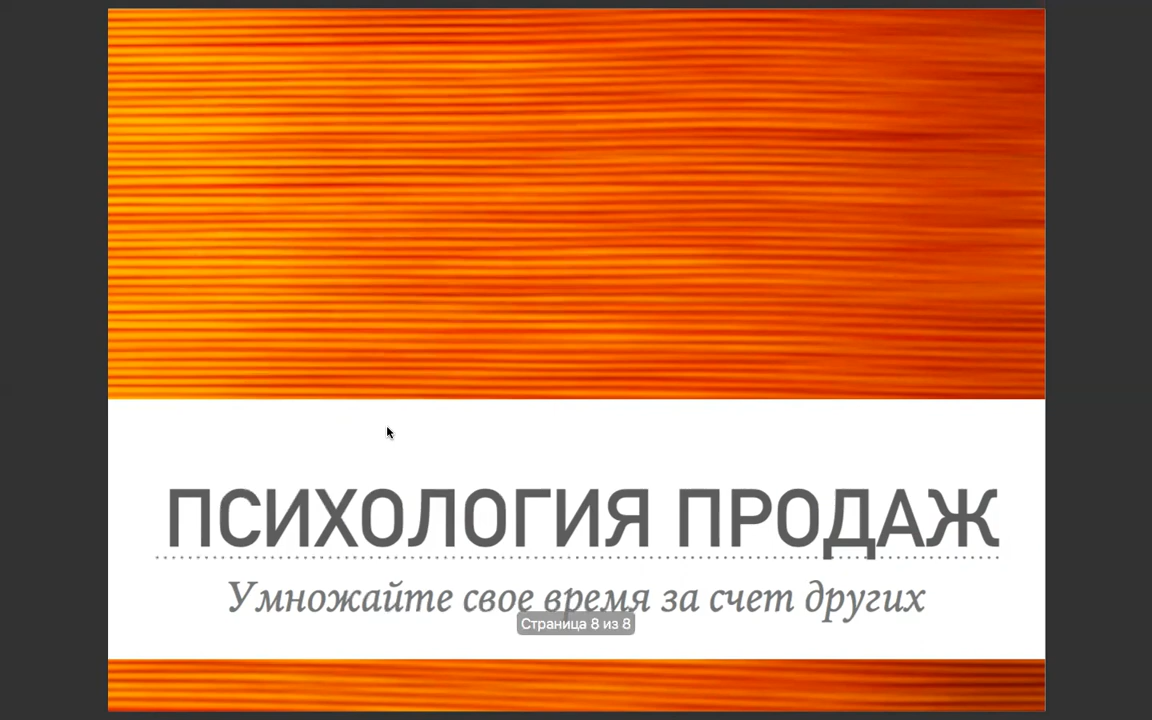 ПСИХОЛОГИЯ ПРОДАЖ
Умножайте свое время за счет других
Страница 8 из 8